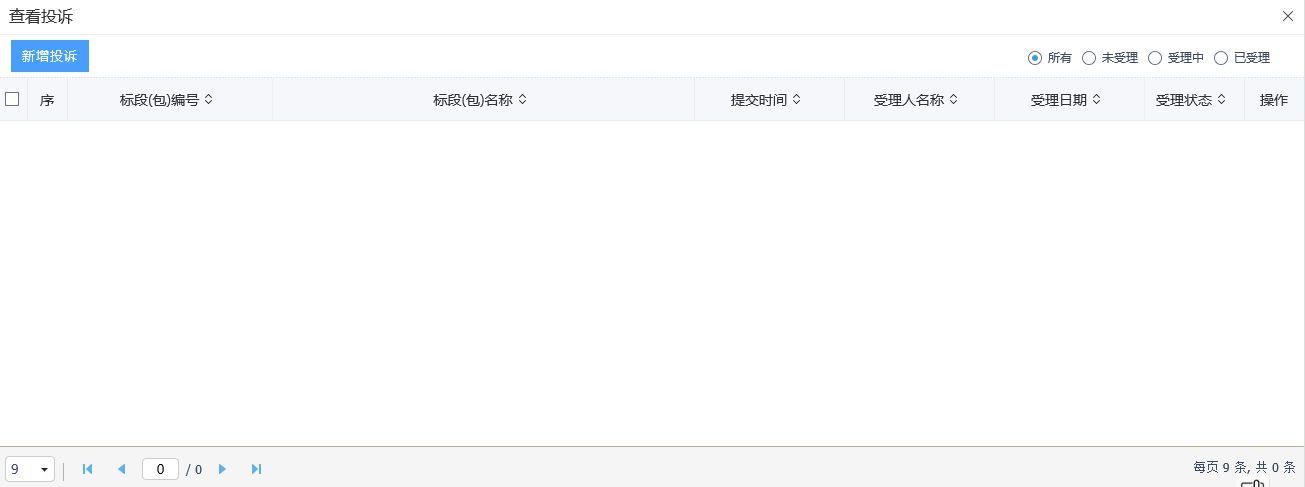 查看投诉
新增投诉
所有 未受理 受理中 已受理
序 标段(包)编号 标段(包)名称 提交时间 受理人名称 受理日期 受理状态 操作
9 0 / 0 每页 9 条, 共 0 条